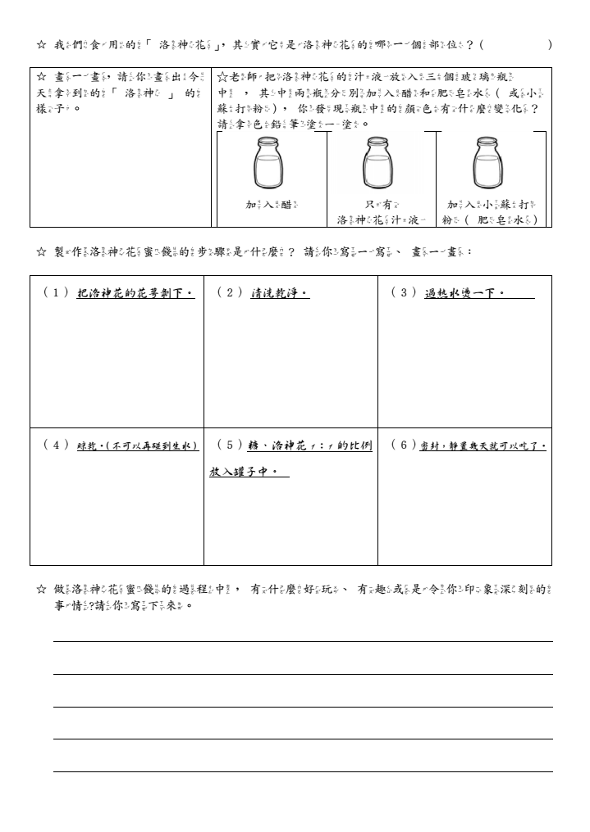 ☆ 我們食用的「 洛神花」，其實它是洛神花的哪一個部位？(　　　　)
☆ 畫一畫，請你畫出今
天拿到的「 洛神 」 的
樣子。
☆老師把洛神花的汁液放入三個玻璃瓶
中 ， 其中兩瓶分別加入醋和肥皂水( 或小
蘇打粉)， 你發現瓶中的顏色有什麼變化？
請拿色鉛筆塗一塗。
加入醋
只有
洛神花汁液
加入小蘇打
粉( 肥皂水)
☆ 製作洛神花蜜餞的步驟是什麼？ 請你寫一寫、 畫一畫：
(1) 把洛神花的花萼剝下。
(2) 清洗乾淨。
(3) 過熱水燙一下。
(4) 晾乾。(不可以再碰到生水)
(5) 糖、洛神花 1：1 的比例
放入罐子中。
(6) 密封，靜置幾天就可以吃了。
☆ 做洛神花蜜餞的過程中， 有什麼好玩、 有趣或是令你印象深刻的
事情?請你寫下來。